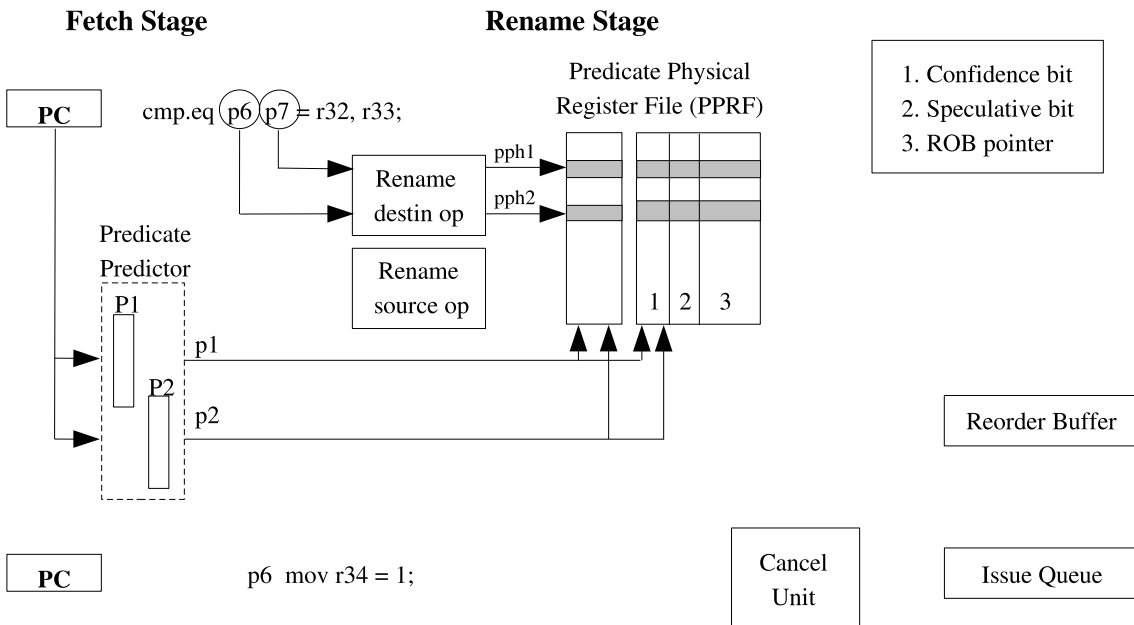 Fetch Stage
Rename Stage
Predicate Physical
Register File (PPRF)
1. Confidence bit
2. Speculative bit
3. ROB pointer
PC
cmp.eq p6 p7 = r32, r33;
Rename
destin op
pph1
pph2
Rename
source op
1 2 3
Predicate
Predictor
P1
p1
P2
p2
Reorder Buffer
PC
p6 mov r34 = 1;
Cancel
Unit
Issue Queue